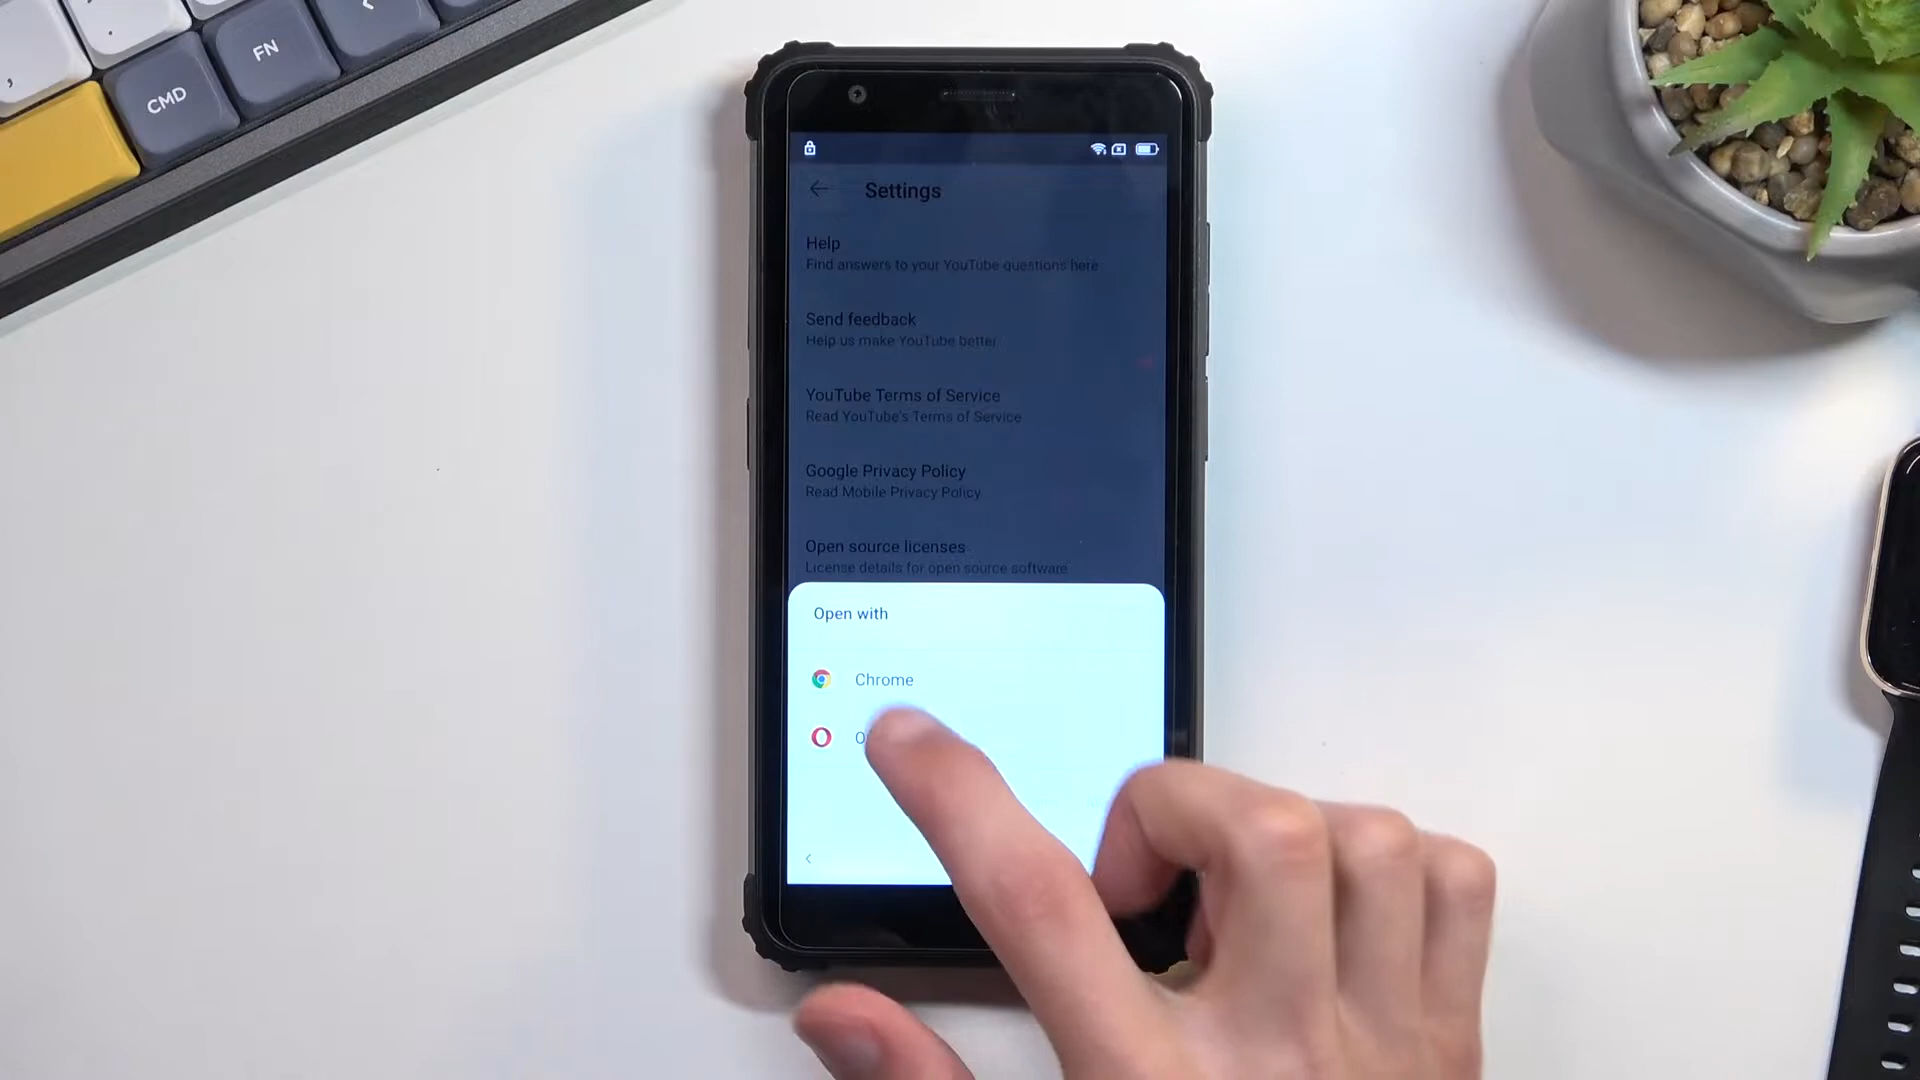 FN
CMD
,
Settings
Help
Find answers to your YouTube questions here
Send feedback
Help us make YouTube better
YouTube Terms of Service
Read YouTube's Terms of Service
Google Privacy Policy
Read Mobile Privacy Policy
Open source licenses
License details for open source software
Open with
Chrome